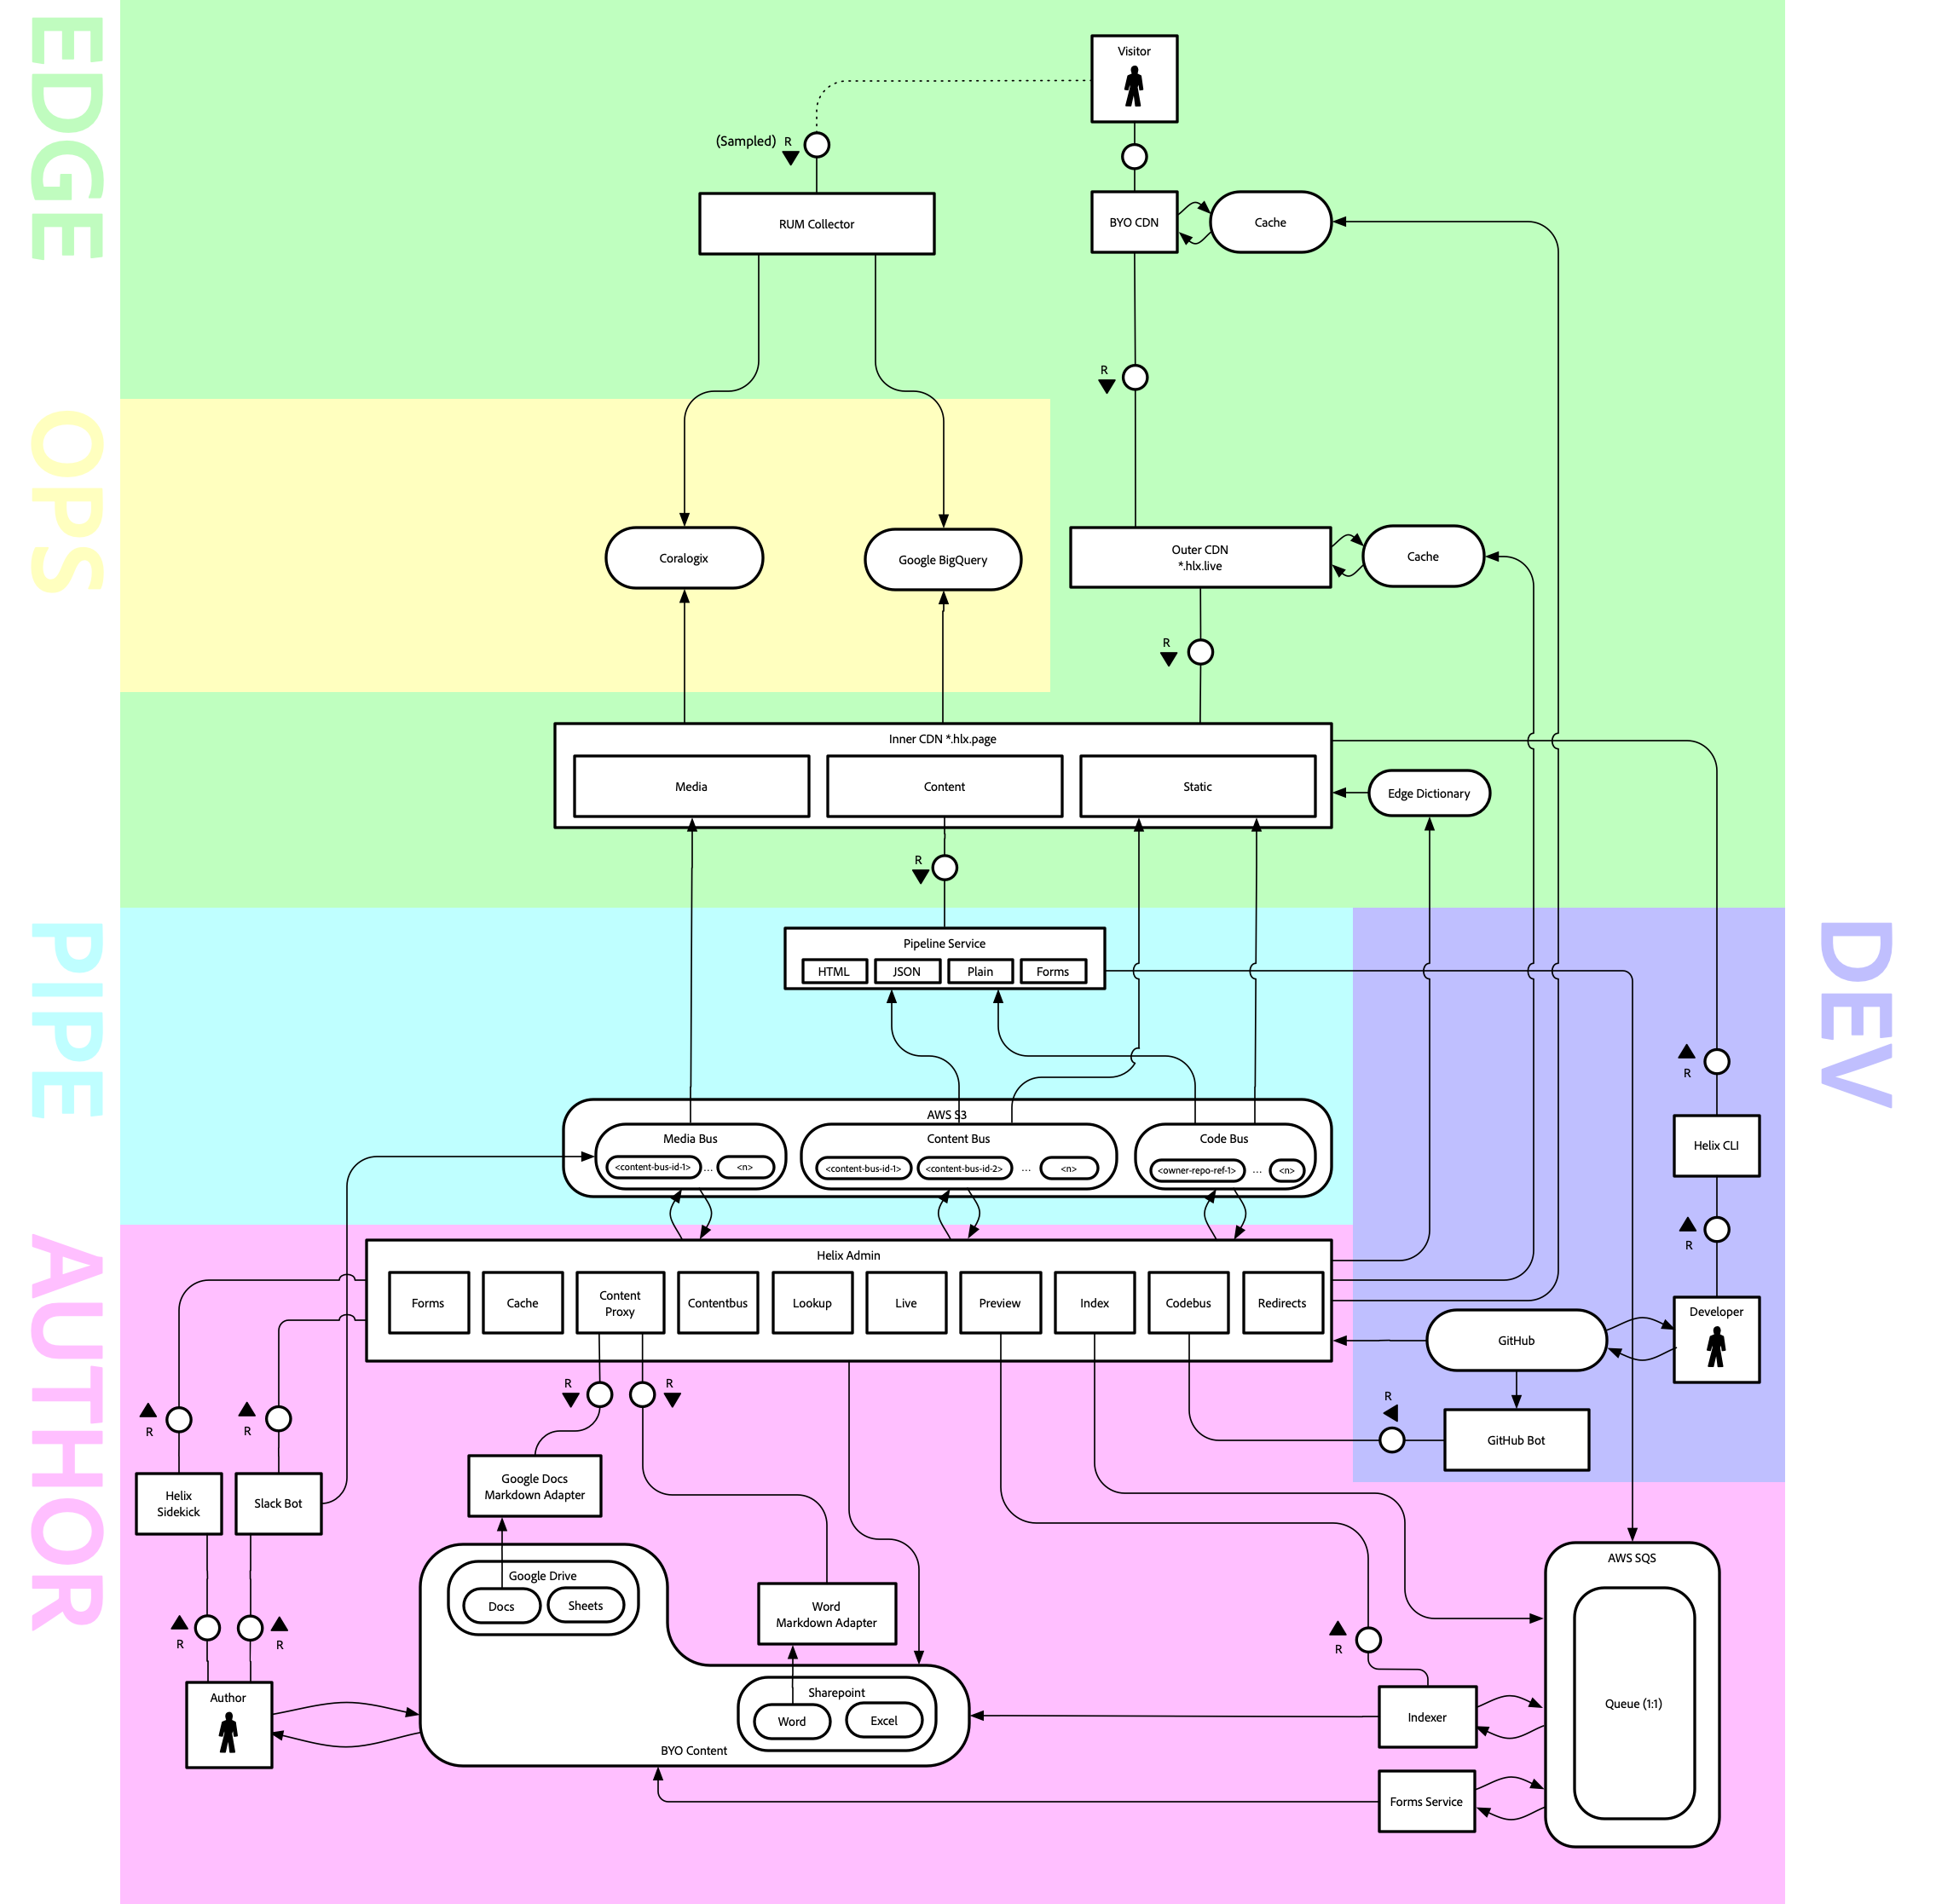 EDGE
OPS
PIPE
AUTHOR
DEV
Visitor
(Sampled)
R
RUM Collector
BYO CDN
Cache
R
Coralogix
Google BigQuery
Outer CDN
*.hlx.live
Cache
R
Inner CDN *.hlx.page
Media
Content
Static
Edge Dictionary
R
Pipeline Service
HTML
JSON
Plain
Forms
R
AWS S3
Media Bus
<content-bus-id-1>
...
<n>
Content Bus
<content-bus-id-1>
<content-bus-id-2>
...
<n>
Code Bus
<owner-repo-ref-1>
...
<n>
Helix CLI
R
Helix Admin
Forms
Cache
Content
Proxy
Contentbus
Lookup
Live
Preview
Index
Codebus
Redirects
GitHub
Developer
R
R
R
GitHub Bot
R
R
Helix
Sidekick
Slack Bot
Google Docs
Markdown Adapter
Google Drive
Docs
Sheets
Word
Markdown Adapter
AWS SQS
Queue (1:1)
R
R
R
Author
Sharepoint
Word
Excel
BYO Content
Indexer
Forms Service